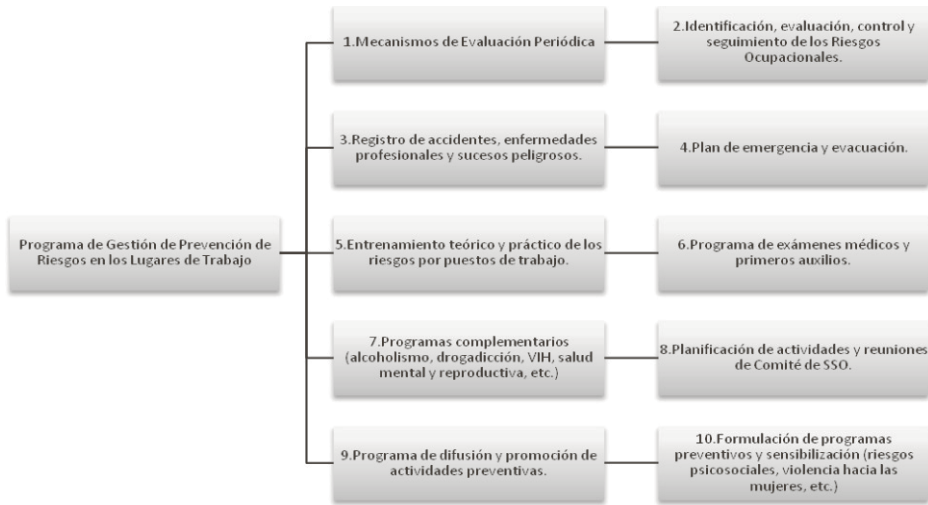 1.Mecanismos de Evaluación Periódica
2.Identificación, evaluación, control y
seguimiento de los Riesgos
Ocupacionales.
3.Registro de accidentes, enfermedades
profesionales y sucesos peligrosos.
4.Plan de emergencia y evacuación.
Programa de Gestión de Prevención de
Riesgos en los Lugares de Trabajo
5.Entrenamiento teórico y práctico de los
riesgos por puestos de trabajo.
6.Programa de exámenes médicos y
primeros auxilios.
7.Programas complementarios
(alcoholismo, drogadicción, VIH, salud
mental y reproductiva, etc.)
8.Planificación de actividades y reuniones
de Comité de SSO.
9.Programa de difusión y promoción de
actividades preventivas.
10.Formulación de programas
preventivos y sensibilización (riesgos
psicosociales, violencia hacia las
mujeres, etc.)